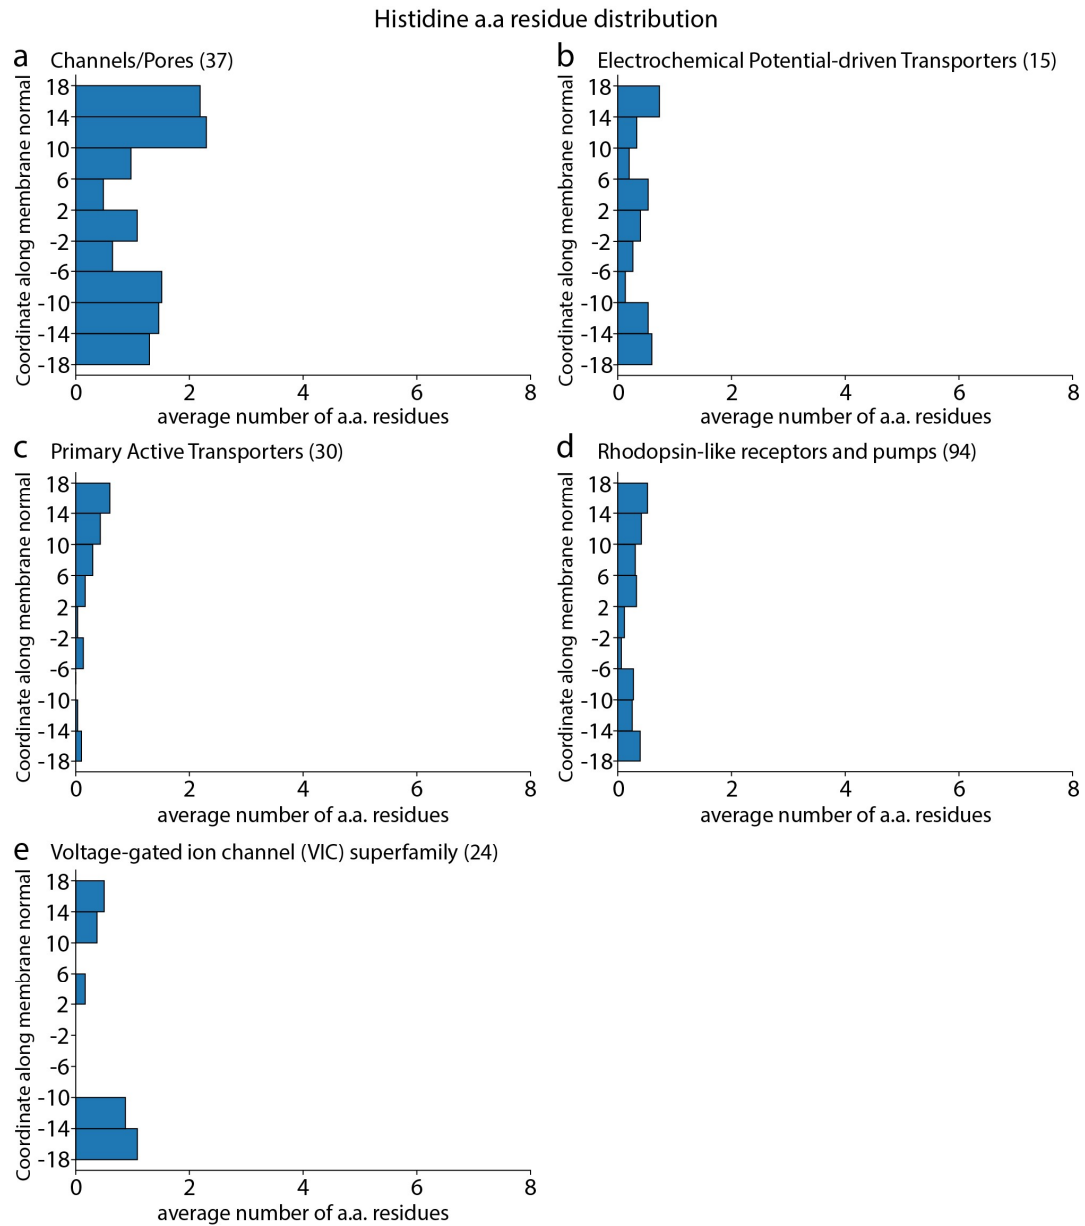 Histidine a.a residue distribution
a Channels/Pores (37)
Coordinate along membrane normal
18
14
10
6
2
-2
-6
-10
-14
-18
0 2 4 6 8
average number of a.a. residues
b Electrochemical Potential-driven Transporters (15)
Coordinate along membrane normal
18
14
10
6
2
-2
-6
-10
-14
-18
0 2 4 6 8
average number of a.a. residues
c Primary Active Transporters (30)
Coordinate along membrane normal
18
14
10
6
2
-2
-6
-10
-14
-18
0 2 4 6 8
average number of a.a. residues
d Rhodopsin-like receptors and pumps (94)
Coordinate along membrane normal
18
14
10
6
2
-2
-6
-10
-14
-18
0 2 4 6 8
average number of a.a. residues
e Voltage-gated ion channel (VIC) superfamily (24)
Coordinate along membrane normal
18
14
10
6
2
-2
-6
-10
-14
-18
0 2 4 6 8
average number of a.a. residues